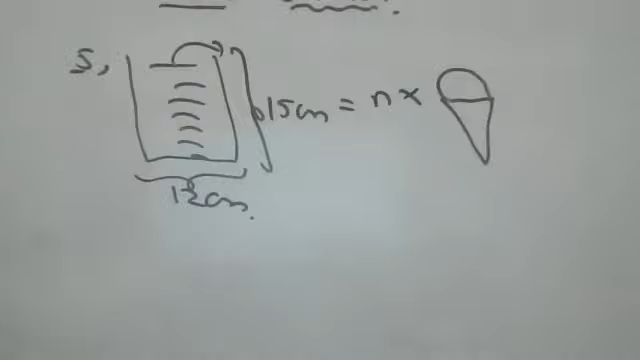 5,
15cm = n x
12cm.